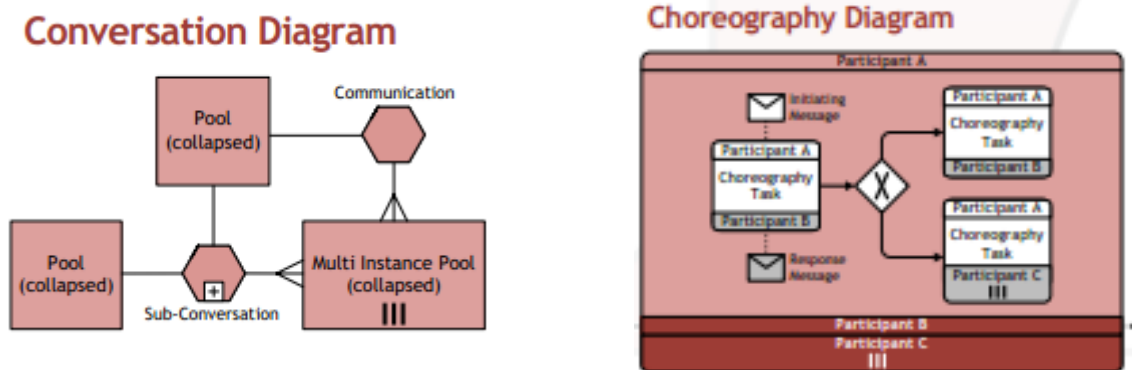 Conversation Diagram
Pool
(collapsed)
Communication
Pool
(collapsed)
Sub-Conversation
Multi Instance Pool
(collapsed)
Choreography Diagram
Participant A
Initiating
Message
Participant A
Choreography
Task
Participant B
Response
Message
Participant A
Choreography
Task
Participant B
Participant A
Choreography
Task
Participant C
Participant B
Participant C